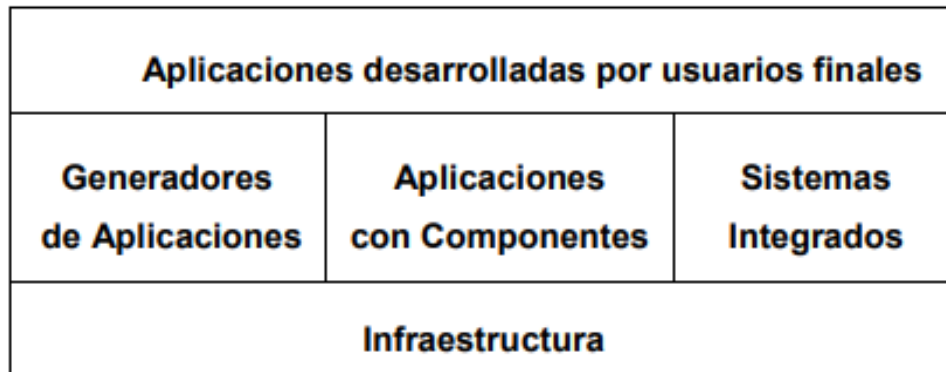 Aplicaciones desarrolladas por usuarios finales
Generadores
de Aplicaciones
Aplicaciones
con Componentes
Sistemas
Integrados
Infraestructura